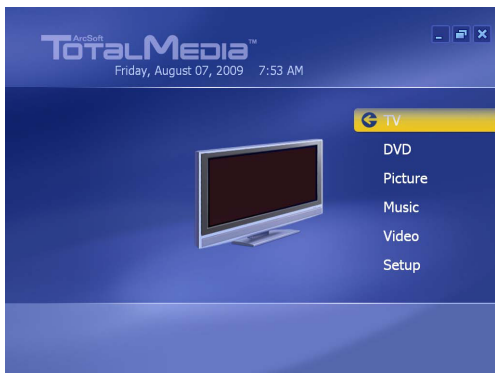 ArcSoft
TOTALMEDIA™
Friday, August 07, 2009 7:53 AM
TV
DVD
Picture
Music
Video
Setup